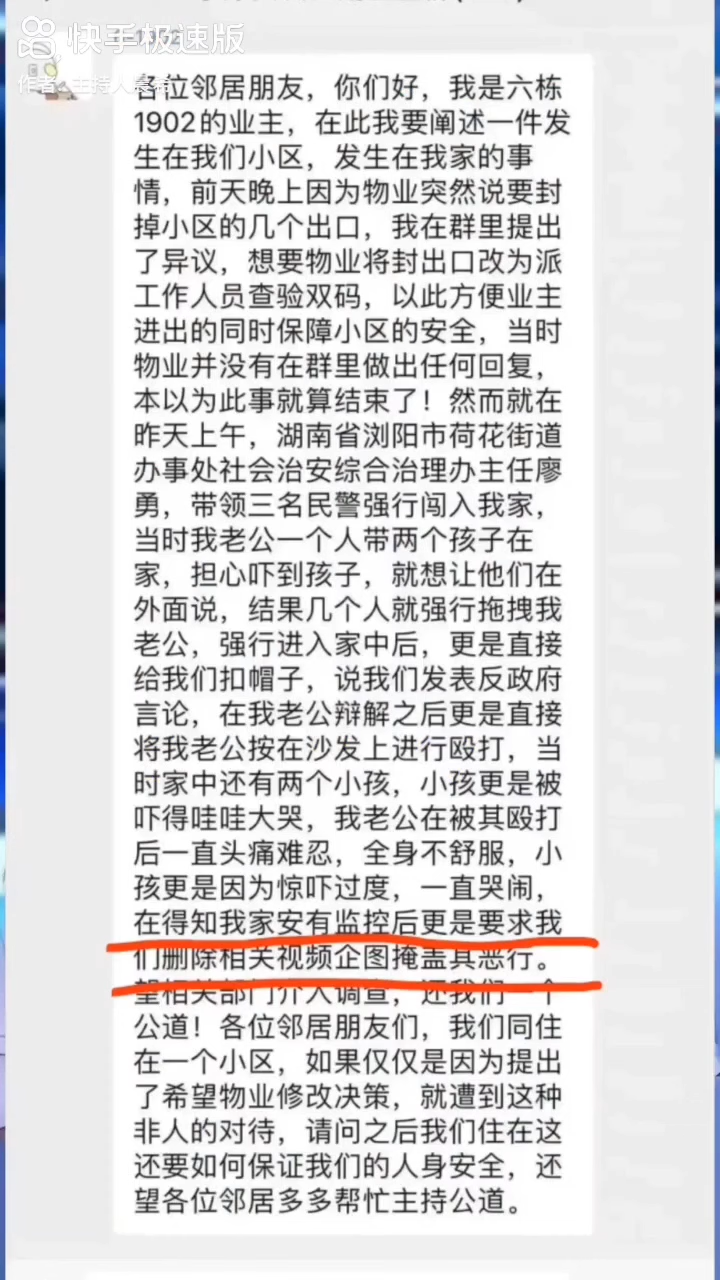 快手极速版
各位邻居朋友，你们好，我是六栋
1902的业主，在此我要阐述一件发
生在我们小区，发生在我家的事
情，前天晚上因为物业突然说要封
掉小区的几个出口，我在群里提出
了异议，想要物业将封出口改为派
工作人员查验双码，以此方便业主
进出的同时保障小区的安全，当时
物业并没有在群里做出任何回复，
本以为此事就算结束了！然而就在
昨天上午，湖南省浏阳市荷花街道
办事处社会治安综合治理办主任廖
勇，带领三名民警强行闯入我家，
当时我老公一个人带两个孩子在
家，担心吓到孩子，就想让他们在
外面说，结果几个人就强行拖拽我
老公，强行进入家中后，更是直接
给我们扣帽子，说我们发表反政府
言论，在我老公辩解之后更是直接
将我老公按在沙发上进行殴打，当
时家中还有两个小孩，小孩更是被
吓得哇哇大哭，我老公在被其殴打
后一直头痛难忍，全身不舒服，小
孩更是因为惊吓过度，一直哭闹，
在得知我家安有监控后更是要求我
们删除相关视频企图掩盖其恶行。
望相关部门介入调查，还我们一个
公道！各位邻居朋友们，我们同住
在一个小区，如果仅仅是因为提出
了希望物业修改决策，就遭到这种
非人的对待，请问之后我们住在这
还要如何保证我们的人身安全，还
望各位邻居多多帮忙主持公道。